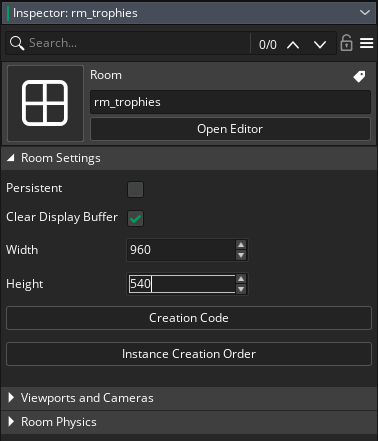 Inspector: rm_trophies
Search...
0/0
Room
rm_trophies
Open Editor
Room Settings
Persistent
Clear Display Buffer
Width
960
Height
540
Creation Code
Instance Creation Order
Viewports and Cameras
Room Physics